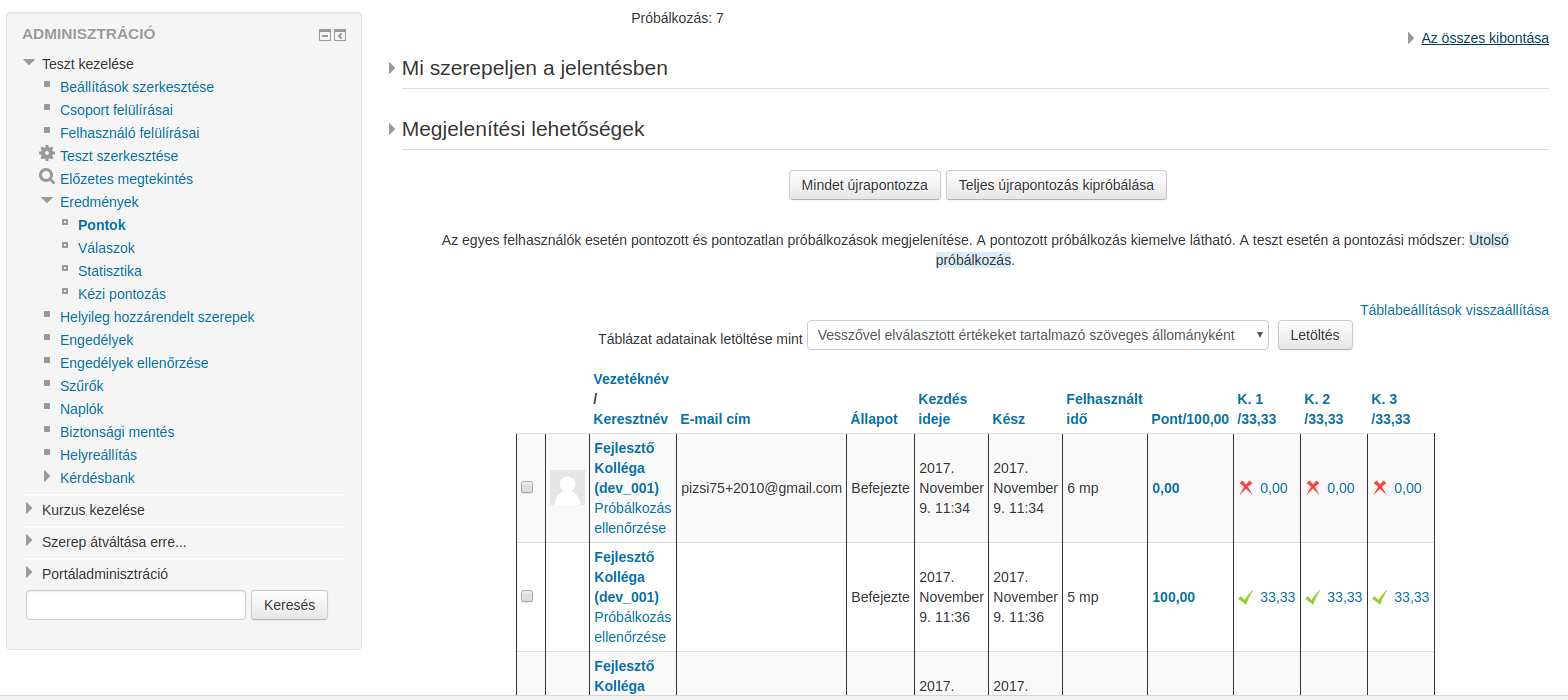 ADMINISZTRÁCIÓ
Teszt kezelése
Beállítások szerkesztése
Csoport felülírásai
Felhasználó felülírásai
Teszt szerkesztése
Előzetes megtekintés
Eredmények
Pontok
Válaszok
Statisztika
Kézi pontozás
Helyileg hozzárendelt szerepek
Engedélyek
Engedélyek ellenőrzése
Szűrők
Naplók
Biztonsági mentés
Helyreállítás
Kérdésbank
Kurzus kezelése
Szerep átváltása erre...
Portáladminisztráció
Keresés
Próbálkozás: 7
Az összes kibontása
Mi szerepeljen a jelentésben
Megjelenítési lehetőségek
Mindet újrapontozza Teljes újrapontozás kipróbálása
Az egyes felhasználók esetén pontozott és pontozatlan próbálkozások megjelenítése. A pontozott próbálkozás kiemelve látható. A teszt esetén a pontozási módszer: Utolsó
próbálkozás.
Táblabeállítások visszaállítása
Táblázat adatainak letöltése mint Vesszővel elválasztott értékeket tartalmazó szöveges állományként Letöltés
Vezetéknév
/ Kezdés Felhasznált K. 1 K. 2 K. 3
Keresztnév E-mail cím Állapot ideje Kész idő Pont/100,00 /33,33 /33,33 /33,33
Fejlesztő
Kolléga 2017. 2017.
(dev_001) pizsi75+2010@gmail.com Befejezte November November 6 mp 0,00 0,00 0,00 0,00
Próbálkozás 9. 11:34 9. 11:34
ellenőrzése
Fejlesztő
Kolléga 2017. 2017.
(dev_001) Befejezte November November 5 mp 100,00 33,33 33,33 33,33
Próbálkozás 9. 11:36 9. 11:36
ellenőrzése
Fejlesztő
Kolléga 2017. 2017.